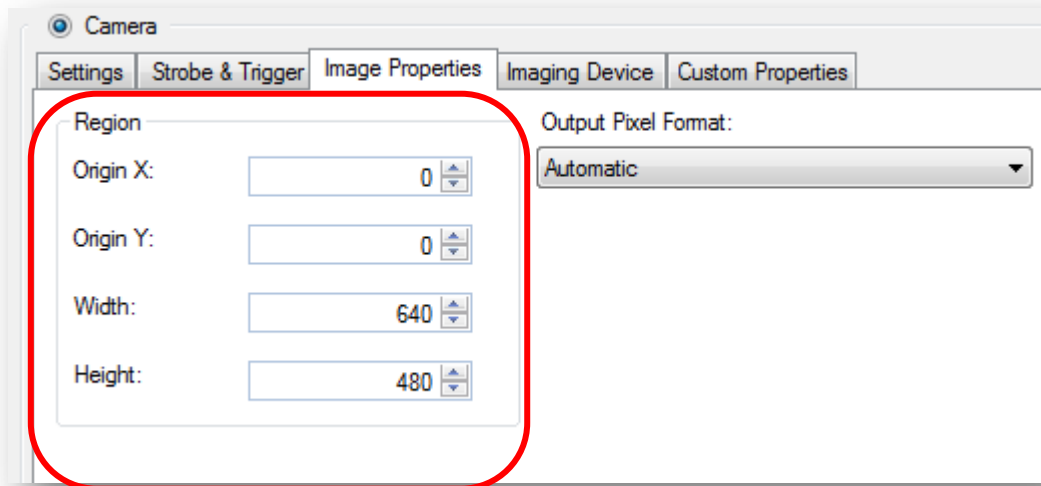 Camera
Settings Strobe & Trigger Image Properties Imaging Device Custom Properties
Region
Output Pixel Format:
Origin X: 0
Automatic
Origin Y: 0
Width: 640
Height: 480